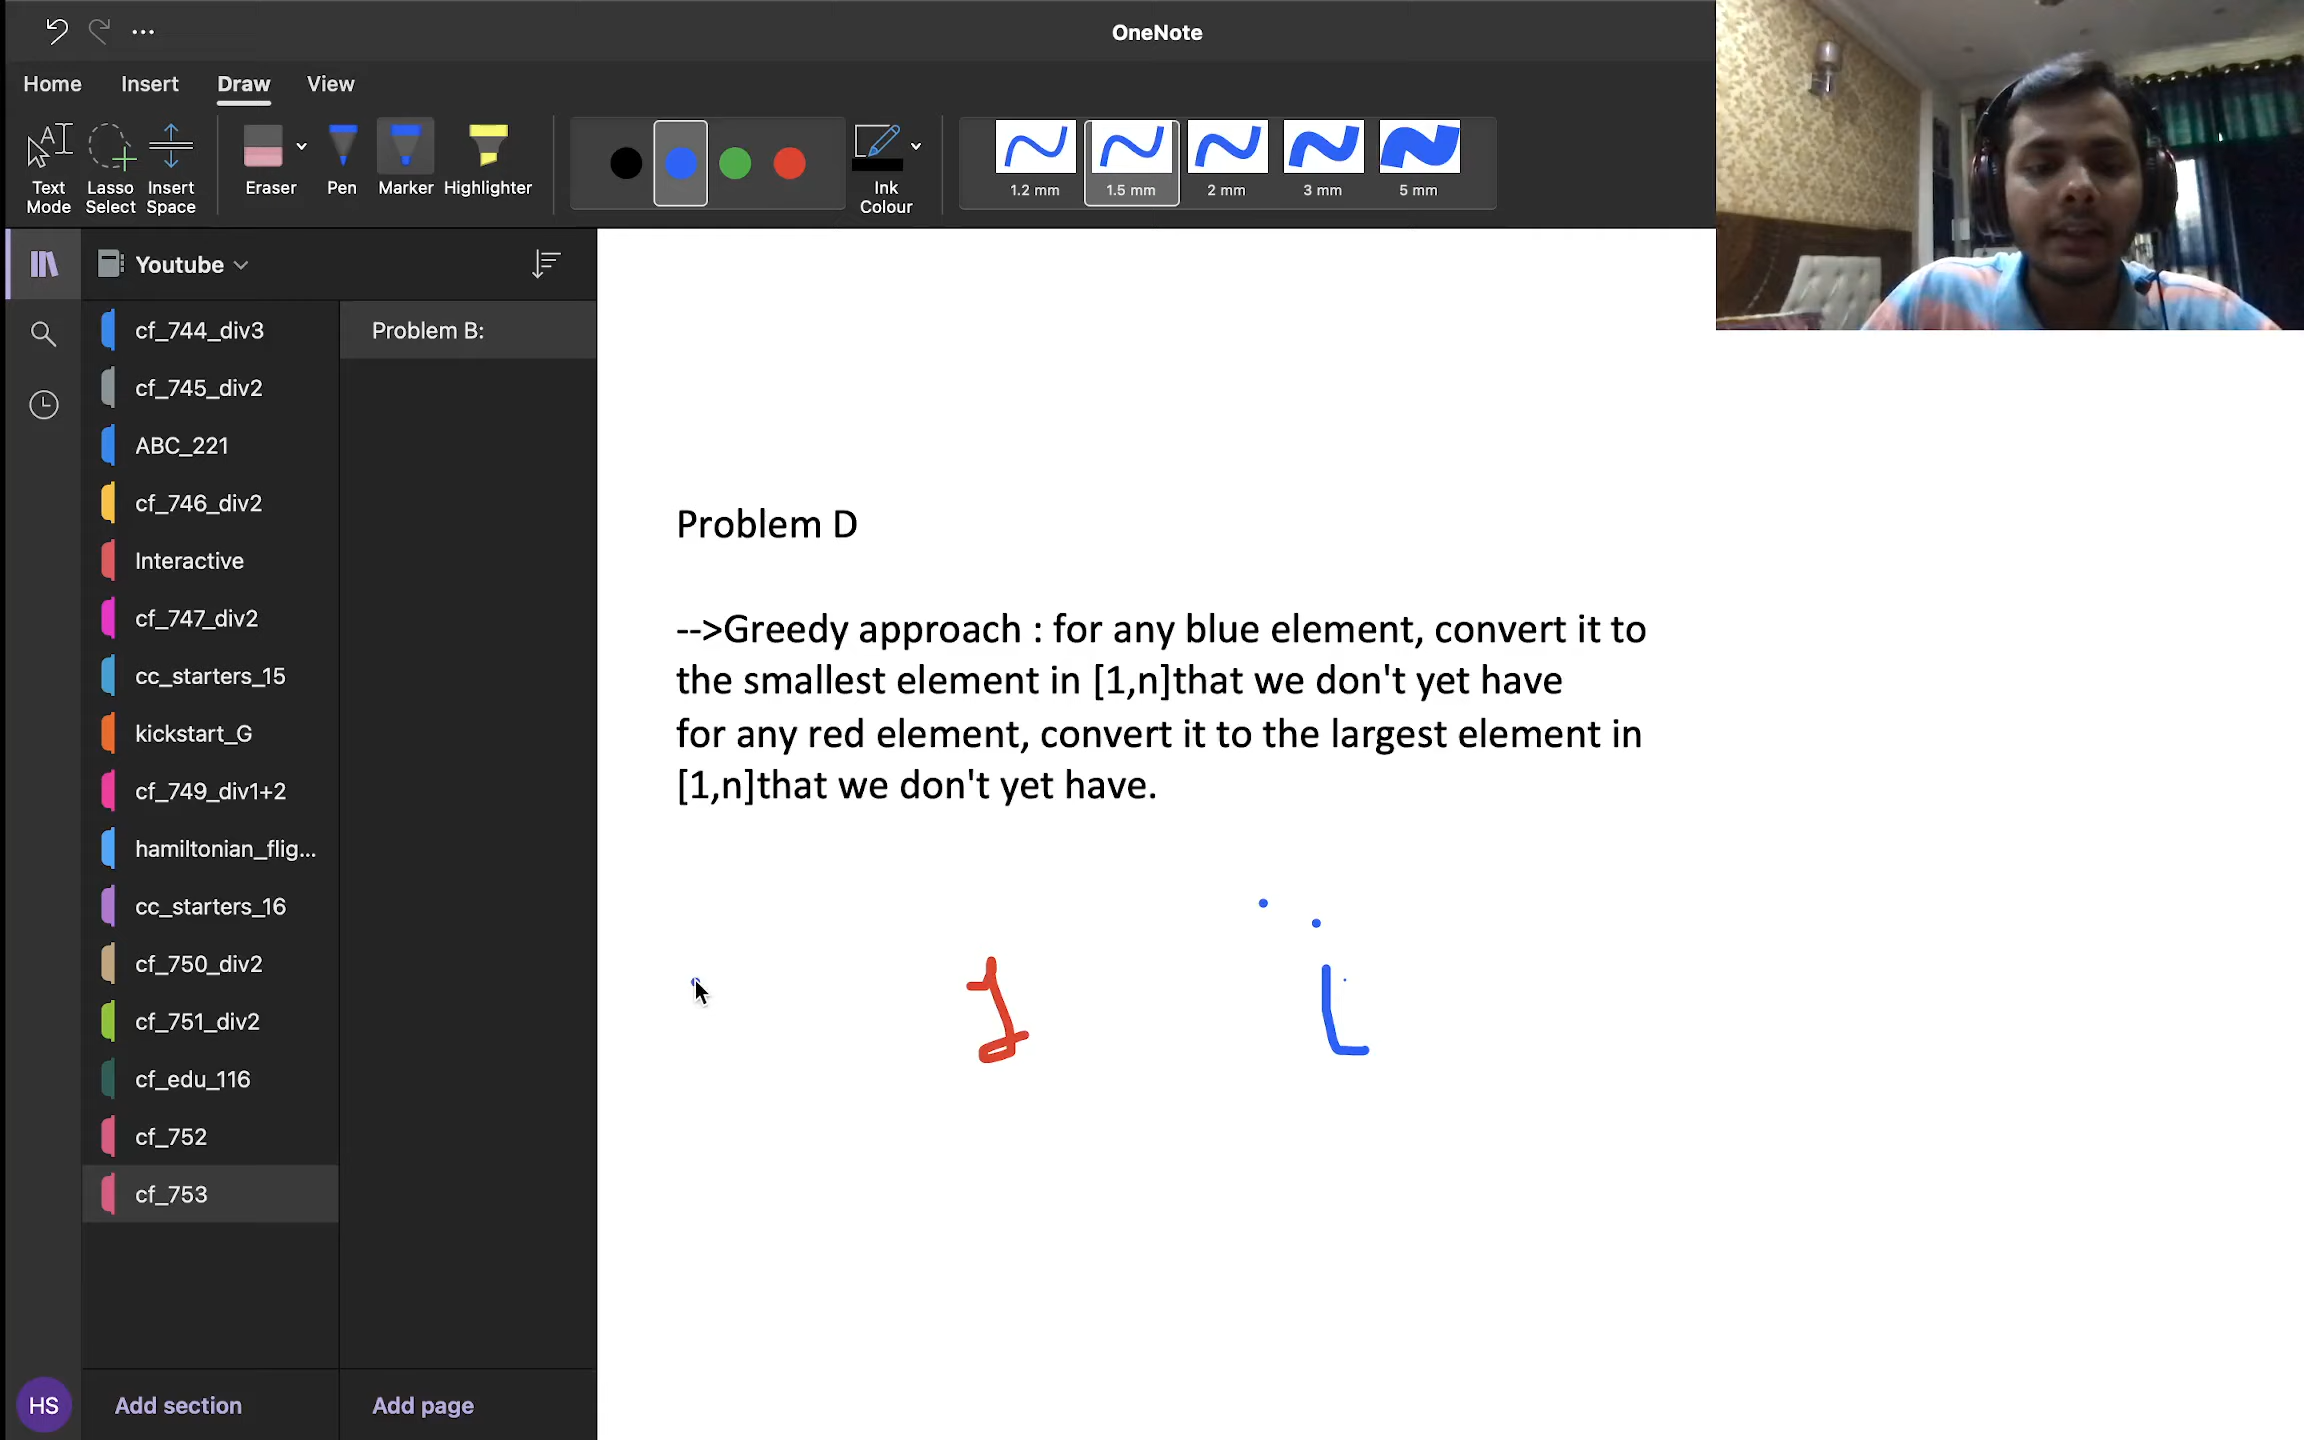 OneNote
Home Insert Draw View
Text Mode
Lasso Select
Insert Space
Eraser
Pen
Marker
Highlighter
Ink Colour
1.2 mm
1.5 mm
2 mm
3 mm
5 mm
Youtube
cf_744_div3
cf_745_div2
ABC_221
cf_746_div2
Interactive
cf_747_div2
cc_starters_15
kickstart_G
cf_749_div1+2
hamiltonian_flig...
cc_starters_16
cf_750_div2
cf_751_div2
cf_edu_116
cf_752
cf_753
Add section
HS
Problem B:
Add page
Problem D
-->Greedy approach : for any blue element, convert it to
the smallest element in [1,n]that we don't yet have
for any red element, convert it to the largest element in
[1,n]that we don't yet have.